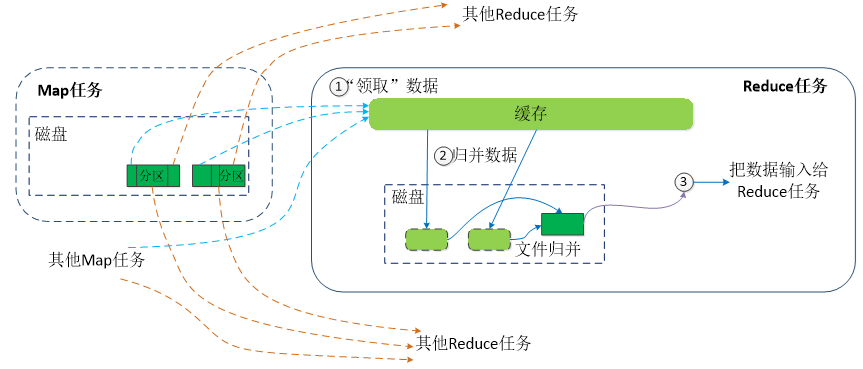 其他Reduce任务
Map任务
磁盘
分区
分区
其他Map任务
Reduce任务
①“领取”数据
缓存
②归并数据
磁盘
文件归并
③
把数据输入给
Reduce任务
其他Reduce任务